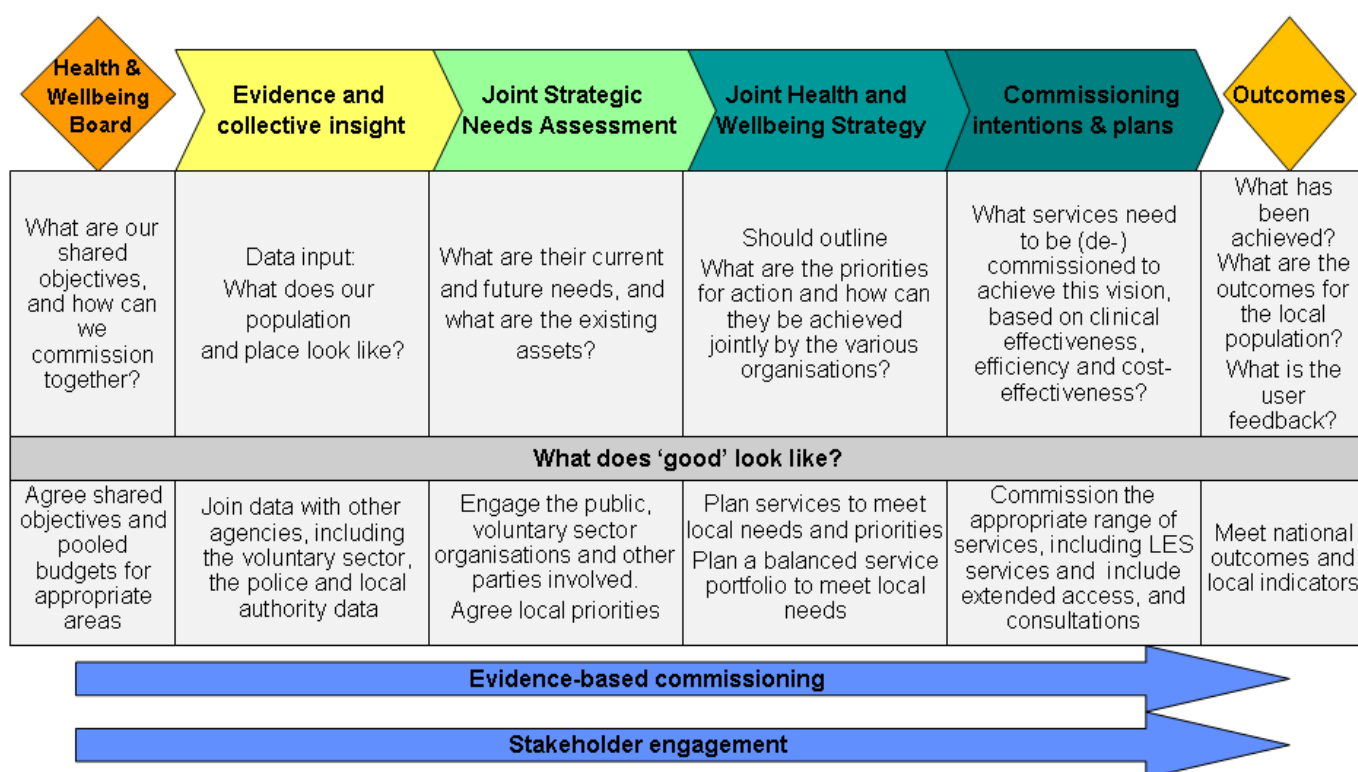 Health &
Wellbeing
Board
Evidence and
collective insight
Joint Strategic
Needs Assessment
Joint Health and
Wellbeing Strategy
Commissioning
intentions & plans
Outcomes
What are our
shared
objectives,
and how can
we
commission
together?
Data input:
What does our
population
and place look like?
What are their current
and future needs, and
what are the existing
assets?
Should outline
What are the priorities
for action and how can
they be achieved
jointly by the various
organisations?
What services need
to be (de-)
commissioned to
achieve this vision,
based on clinical
effectiveness,
efficiency and cost-
effectiveness?
What has
been
achieved?
What are the
outcomes for
the local
population?
What is the
user
feedback?
What does ‘good’ look like?
Agree shared
objectives and
pooled
budgets for
appropriate
areas
Join data with other
agencies, including
the voluntary sector,
the police and local
authority data
Engage the public,
voluntary sector
organisations and other
parties involved.
Agree local priorities
Plan services to meet
local needs and priorities
Plan a balanced service
portfolio to meet local
needs
Commission the
appropriate range of
services, including LES
services and include
extended access, and
consultations
Meet national
outcomes and
local indicators
Evidence-based commissioning
Stakeholder engagement